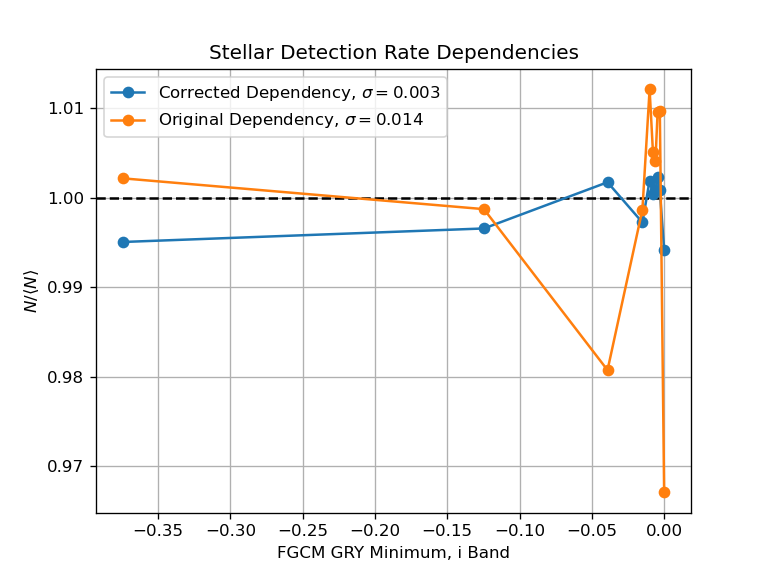 Stellar Detection Rate Dependencies
Corrected Dependency, σ = 0.003
Original Dependency, σ = 0.014
1.01
1.00
0.99
0.98
0.97
N/⟨N⟩
−0.35 −0.30 −0.25 −0.20 −0.15 −0.10 −0.05 0.00
FGCM GRY Minimum, i Band